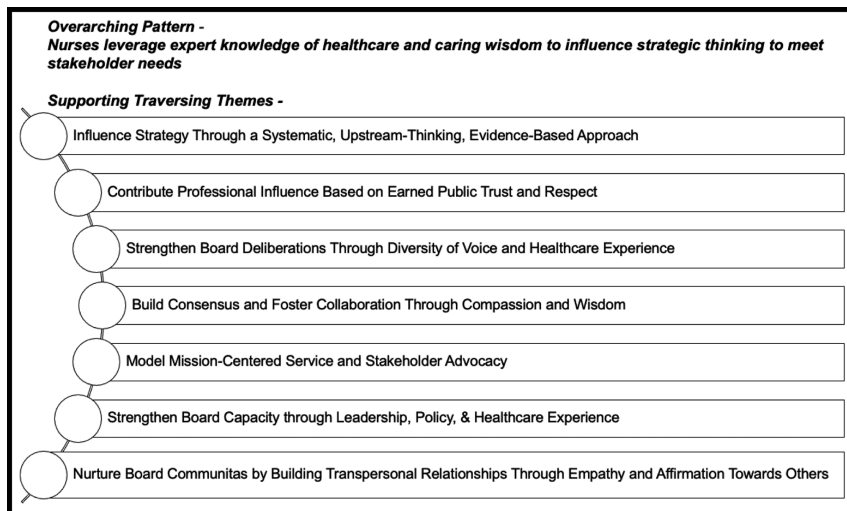 Overarching Pattern -
Nurses leverage expert knowledge of healthcare and caring wisdom to influence strategic thinking to meet
stakeholder needs
Supporting Traversing Themes -
Influence Strategy Through a Systematic, Upstream-Thinking, Evidence-Based Approach
Contribute Professional Influence Based on Earned Public Trust and Respect
Strengthen Board Deliberations Through Diversity of Voice and Healthcare Experience
Build Consensus and Foster Collaboration Through Compassion and Wisdom
Model Mission-Centered Service and Stakeholder Advocacy
Strengthen Board Capacity through Leadership, Policy, & Healthcare Experience
Nurture Board Communitas by Building Transpersonal Relationships Through Empathy and Affirmation Towards Others